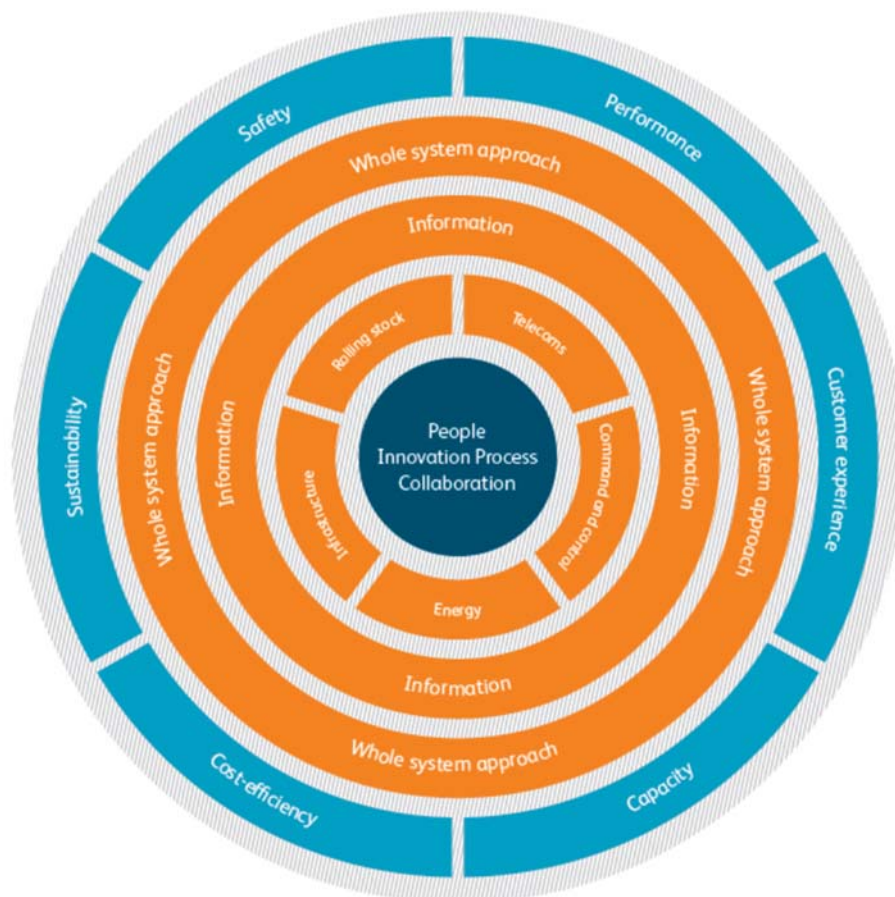 Safety
Performance
Whole system approach
Information
Rolling stock
Telecoms
Sustainability
Whole system approach
Information
Infrastructure
People
Innovation Process
Collaboration
Command and control
Information
Whole system approach
Customer experience
Energy
Information
Whole system approach
Cost-efficiency
Capacity